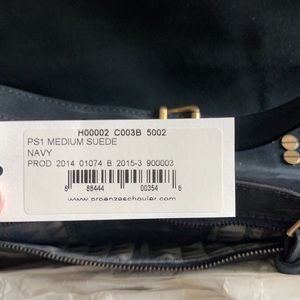 H00002 C003B 5002
PS1 MEDIUM SUEDE
NAVY
PROD. 2014 01074 B 2015-3 900003
8 88444 00354 6
www.proenzaschouler.com